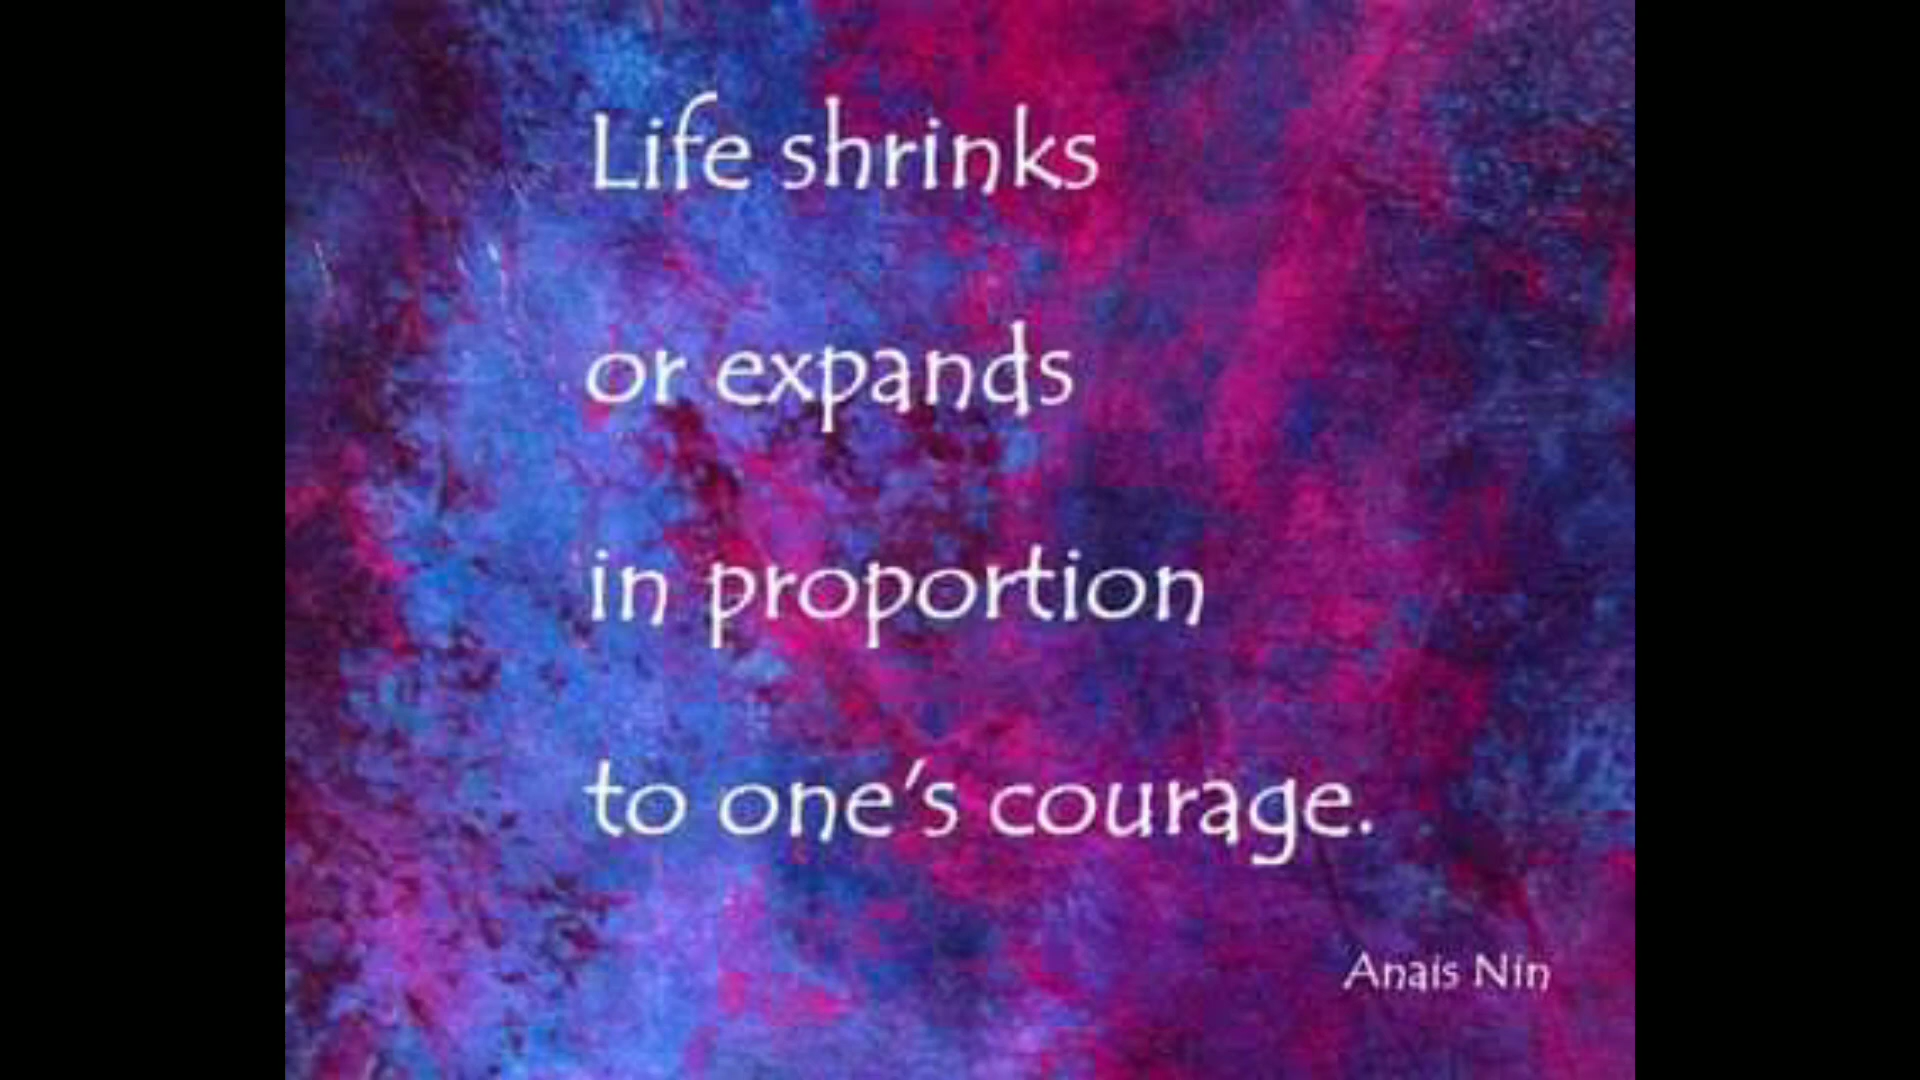 Life shrinks
or expands
in proportion
to one's courage.
Anais Nin